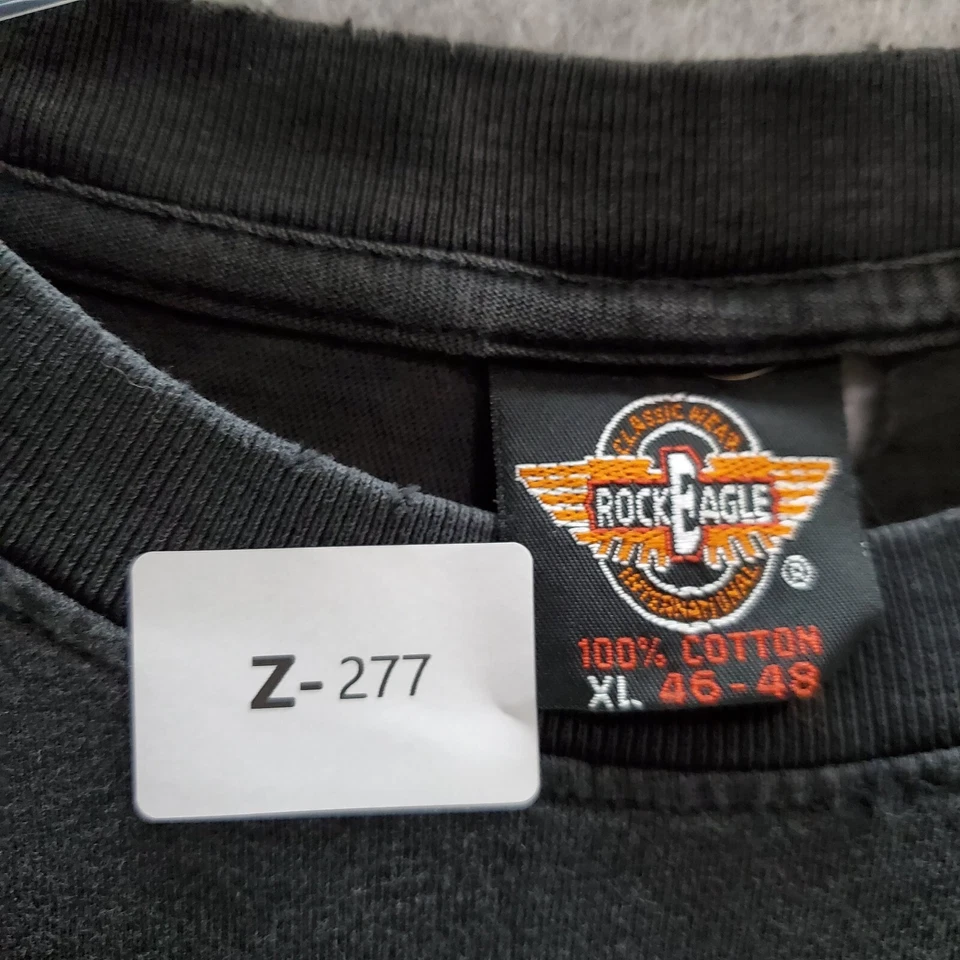 CLASSIC WEAR
ROCK EAGLE
INTERNATIONAL
®
100% COTTON
XL 46-48
Z-277